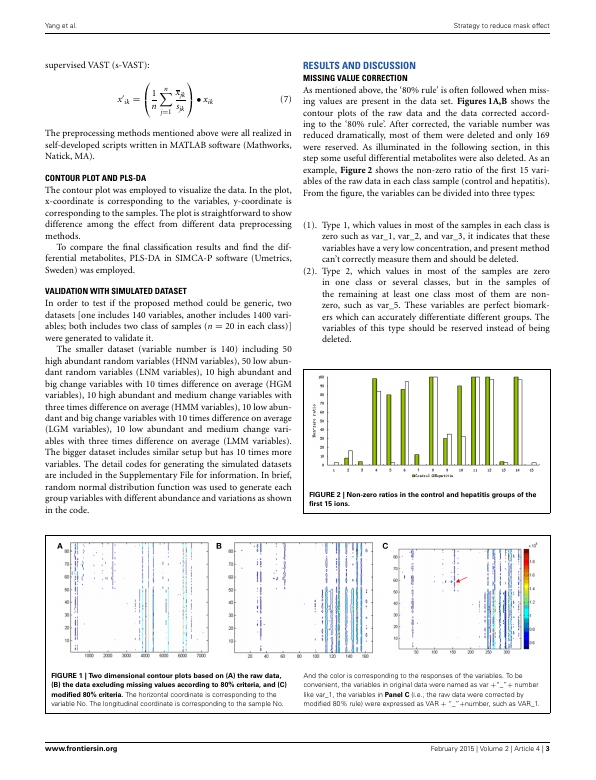 Yang et al.
Strategy to reduce mask effect
supervised VAST (s-VAST):
x′ik = (1/n ∑ j=1 n x̄jk/sjk) • xik (7)
The preprocessing methods mentioned above were all realized in
self-developed scripts written in MATLAB software (Mathworks,
Natick, MA).
CONTOUR PLOT AND PLS-DA
The contour plot was employed to visualize the data. In the plot,
x-coordinate is corresponding to the variables, y-coordinate is
corresponding to the samples. The plot is straightforward to show
difference among the effect from different data preprocessing
methods.
To compare the final classification results and find the dif-
ferential metabolites, PLS-DA in SIMCA-P software (Umetrics,
Sweden) was employed.
VALIDATION WITH SIMULATED DATASET
In order to test if the proposed method could be generic, two
datasets [one includes 140 variables, another includes 1400 vari-
ables; both includes two class of samples (n = 20 in each class)]
were generated to validate it.
The smaller dataset (variable number is 140) including 50
high abundant random variables (HNM variables), 50 low abun-
dant random variables (LNM variables), 10 high abundant and
big change variables with 10 times difference on average (HGM
variables), 10 high abundant and medium change variables with
three times difference on average (HMM variables), 10 low abun-
dant and big change variables with 10 times difference on average
(LGM variables), 10 low abundant and medium change vari-
ables with three times difference on average (LMM variables).
The bigger dataset includes similar setup but has 10 times more
variables. The detail codes for generating the simulated datasets
are included in the Supplementary File for information. In brief,
random normal distribution function was used to generate each
group variables with different abundance and variations as shown
in the code.
RESULTS AND DISCUSSION
MISSING VALUE CORRECTION
As mentioned above, the ‘80% rule’ is often followed when miss-
ing values are present in the data set. Figures 1A,B shows the
contour plots of the raw data and the data corrected accord-
ing to the ‘80% rule’. After corrected, the variable number was
reduced dramatically, most of them were deleted and only 169
were reserved. As illuminated in the following section, in this
step some useful differential metabolites were also deleted. As an
example, Figure 2 shows the non-zero ratio of the first 15 vari-
ables of the raw data in each class sample (control and hepatitis).
From the figure, the variables can be divided into three types:
(1). Type 1, which values in most of the samples in each class is
zero such as var_1, var_2, and var_3, it indicates that these
variables have a very low concentration, and present method
can't correctly measure them and should be deleted.
(2). Type 2, which values in most of the samples are zero
in one class or several classes, but in the samples of
the remaining at least one class most of them are non-
zero, such as var_5. These variables are perfect biomark-
ers which can accurately differentiate different groups. The
variables of this type should be reserved instead of being
deleted.
Nonzero ratio
100
90
80
70
60
50
40
30
20
10
0
1 2 3 4 5 6 7 8 9 10 11 12 13 14 15
Control Hepatitis
FIGURE 2 | Non-zero ratios in the control and hepatitis groups of the
first 15 ions.
A
80
70
60
50
40
30
20
10
1000 2000 3000 4000 5000 6000 7000
B
80
70
60
50
40
30
20
10
20 40 60 80 100 120 140 160
C
80
70
60
50
40
30
20
10
50 100 150 200 250 300
1.8
1.6
1.4
1.2
1
0.8
0.6
FIGURE 1 | Two dimensional contour plots based on (A) the raw data,
(B) the data excluding missing values according to 80% criteria, and (C)
modified 80% criteria. The horizontal coordinate is corresponding to the
variable No. The longitudinal coordinate is corresponding to the sample No.
And the color is corresponding to the responses of the variables. To be
convenient, the variables in original data were named as var +“_”+ number
like var_1, the variables in Panel C (i.e., the raw data were corrected by
modified 80% rule) were expressed as VAR + “_”+number, such as VAR_1.
www.frontiersin.org
February 2015 | Volume 2 | Article 4 | 3